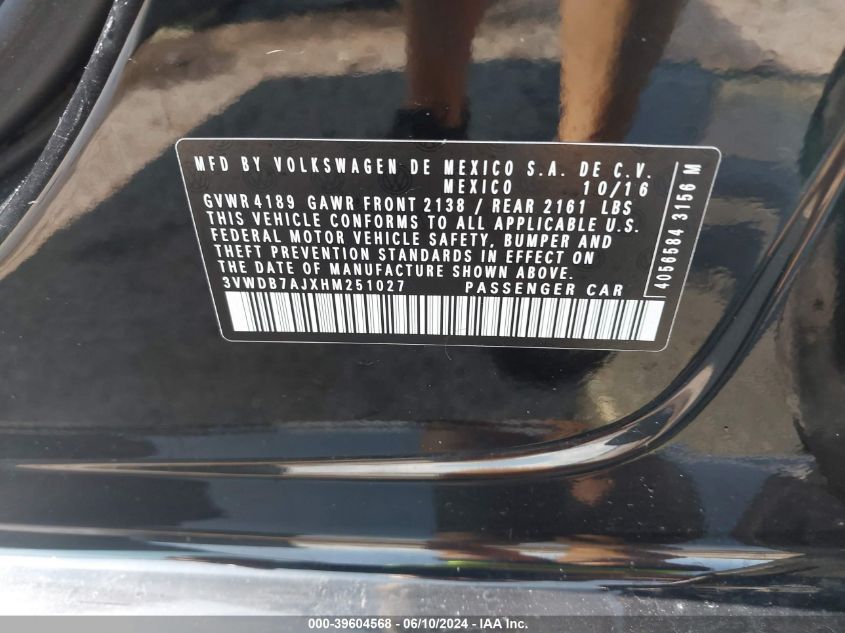 MFD BY VOLKSWAGEN DE MEXICO S.A. DE C.V.
MEXICO 10/16
GVWR 4189 GAWR FRONT 2138 / REAR 2161 LBS
THIS VEHICLE CONFORMS TO ALL APPLICABLE U.S.
FEDERAL MOTOR VEHICLE SAFETY, BUMPER AND
THEFT PREVENTION STANDARDS IN EFFECT ON
THE DATE OF MANUFACTURE SHOWN ABOVE.
3VWDB7AJXHM251027 PASSENGER CAR
4056584 3156 M
000-39604568 - 06/10/2024 - IAA Inc.